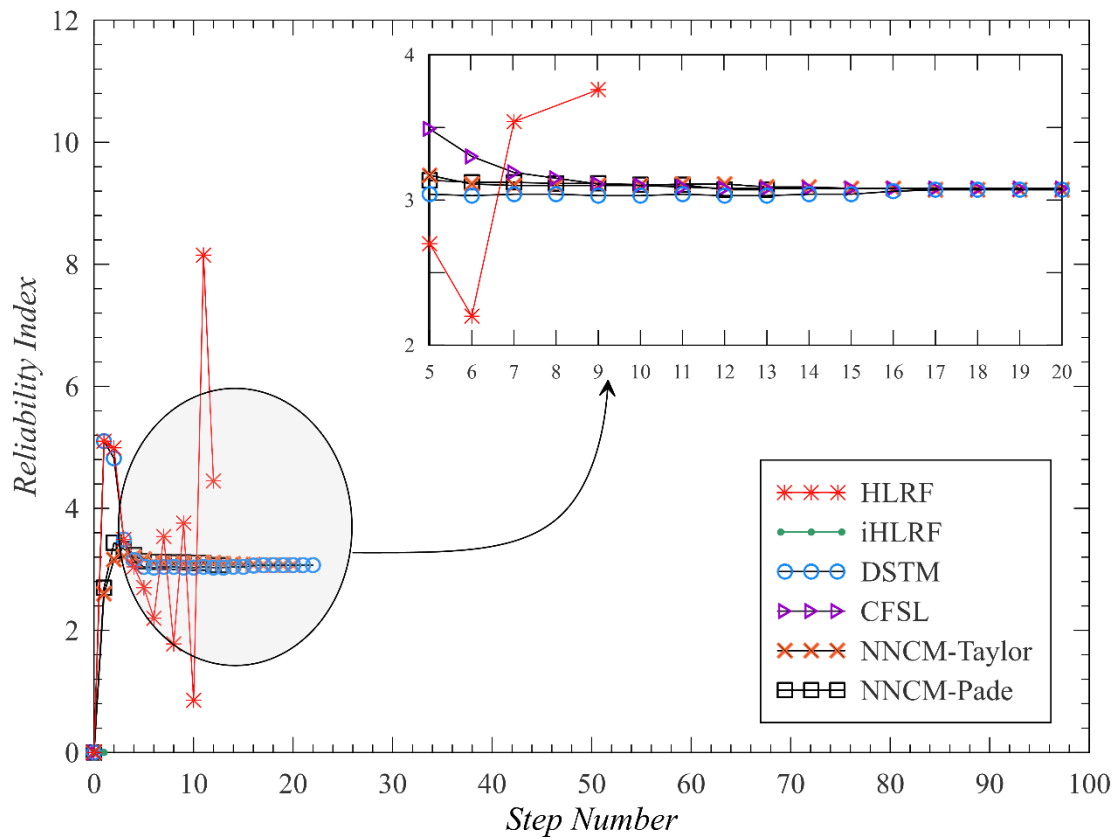 12
10
8
6
4
2
0
Reliability Index
0 10 20 30 40 50 60 70 80 90 100
Step Number
4
3
2
5 6 7 8 9 10 11 12 13 14 15 16 17 18 19 20
HLRF
iHLRF
DSTM
CFSL
NNCM-Taylor
NNCM-Pade